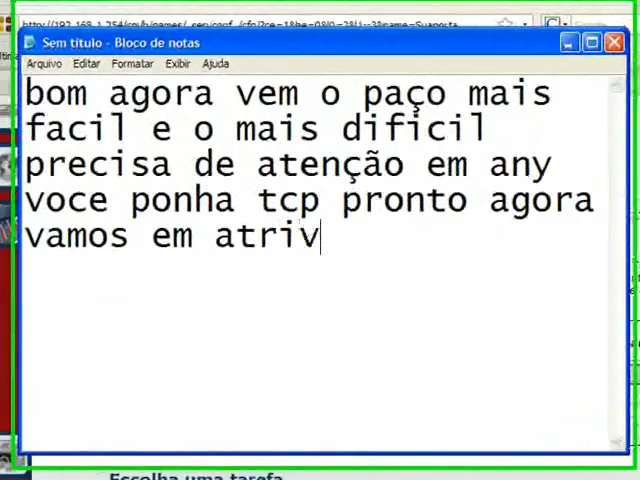 Sem título - Bloco de notas
Arquivo Editar Formatar Exibir Ajuda
bom agora vem o paço mais
facil e o mais dificil
precisa de atenção em any
voce ponha tcp pronto agora
vamos em atriv
Escolha uma tarefa